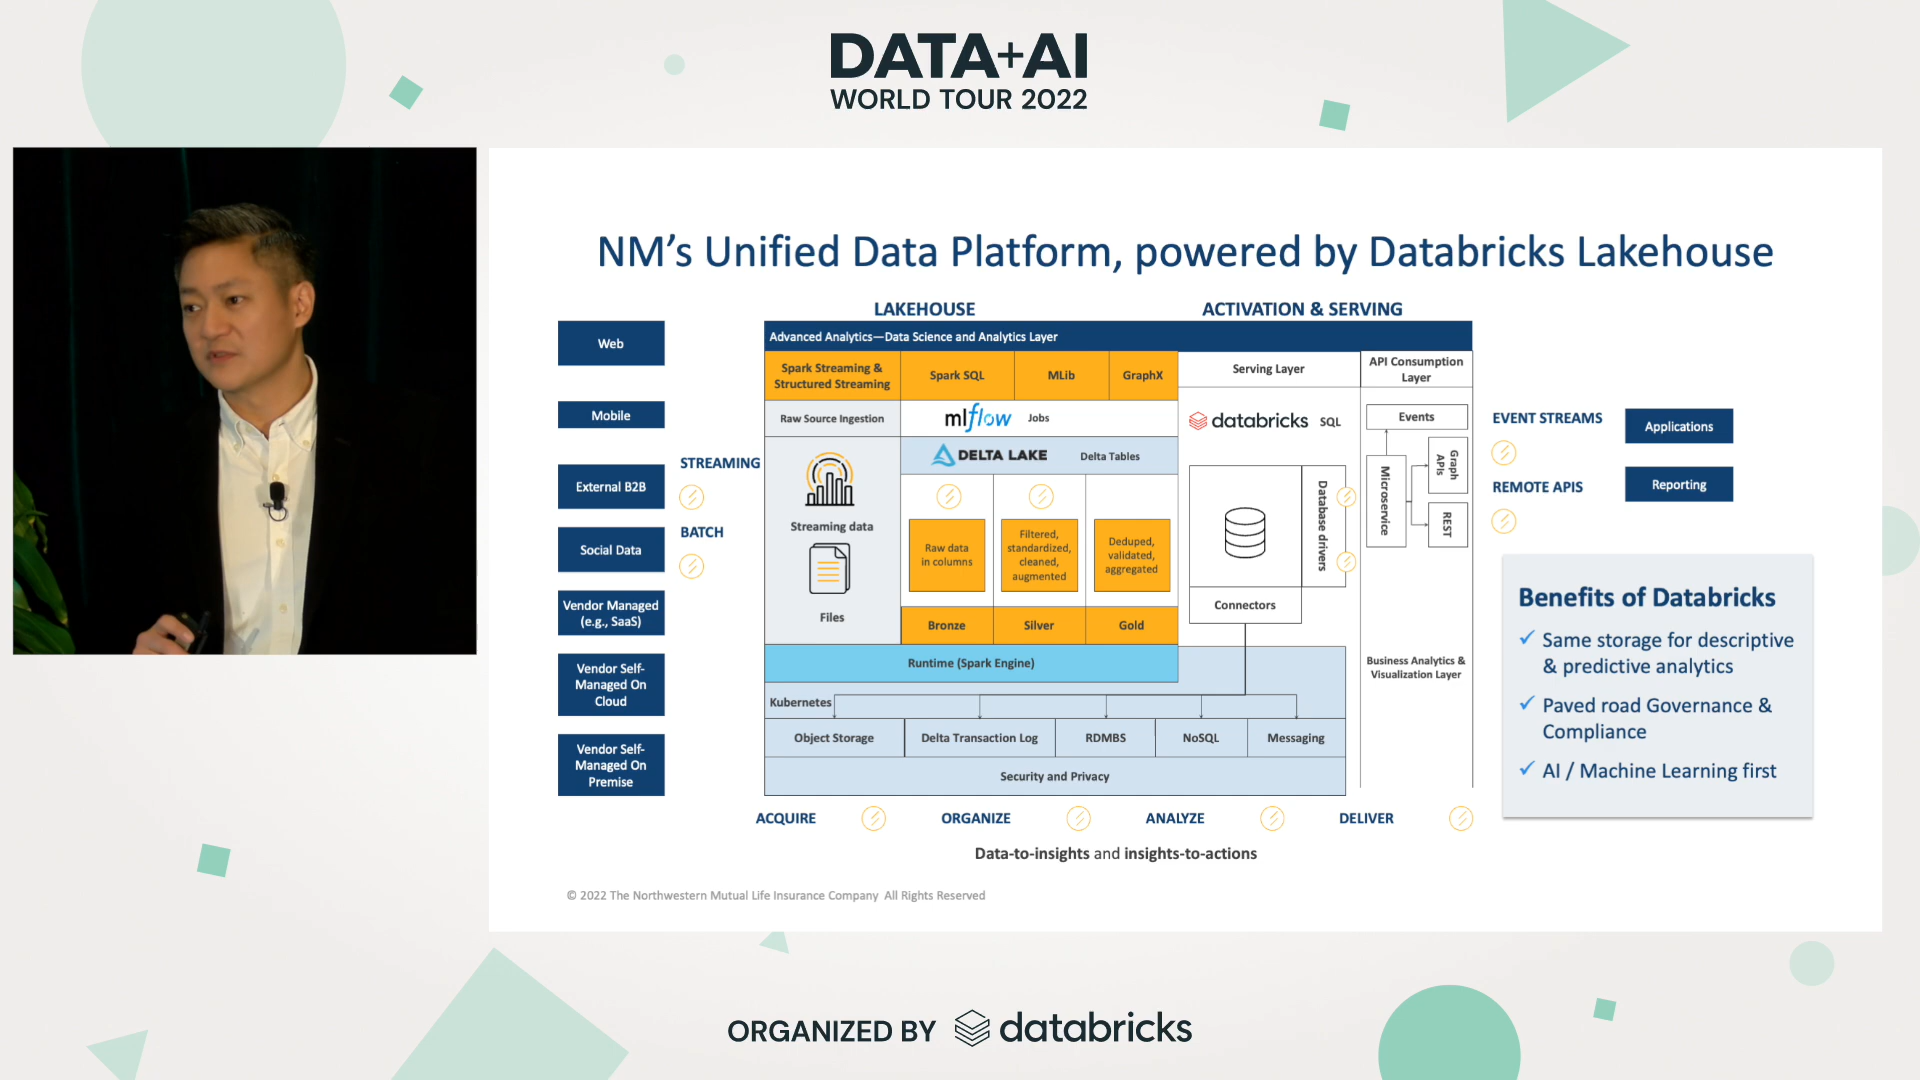 DATA+AI
WORLD TOUR 2022
NM's Unified Data Platform, powered by Databricks Lakehouse
LAKEHOUSE
ACTIVATION & SERVING
Web
Mobile
External B2B
Social Data
Vendor Managed
(e.g., SaaS)
Vendor Self-
Managed On
Cloud
Vendor Self-
Managed On
Premise
STREAMING
BATCH
Advanced Analytics—Data Science and Analytics Layer
Spark Streaming &
Structured Streaming
Spark SQL
MLib
GraphX
Serving Layer
API Consumption
Layer
Raw Source Ingestion
mlflow Jobs
databricks SQL
DELTA LAKE Delta Tables
Streaming data
Files
Raw data
in columns
Filtered,
standardized,
cleaned,
augmented
Deduped,
validated,
aggregated
Bronze
Silver
Gold
Runtime (Spark Engine)
Database drivers
Connectors
Events
Microservice
Graph
APIs
REST
Business Analytics &
Visualization Layer
Kubernetes
Object Storage
Delta Transaction Log
RDMBS
NoSQL
Messaging
Security and Privacy
EVENT STREAMS
REMOTE APIS
Applications
Reporting
Benefits of Databricks
✓ Same storage for descriptive
& predictive analytics
✓ Paved road Governance &
Compliance
✓ AI / Machine Learning first
ACQUIRE
ORGANIZE
ANALYZE
DELIVER
Data-to-insights and insights-to-actions
© 2022 The Northwestern Mutual Life Insurance Company All Rights Reserved
ORGANIZED BY databricks